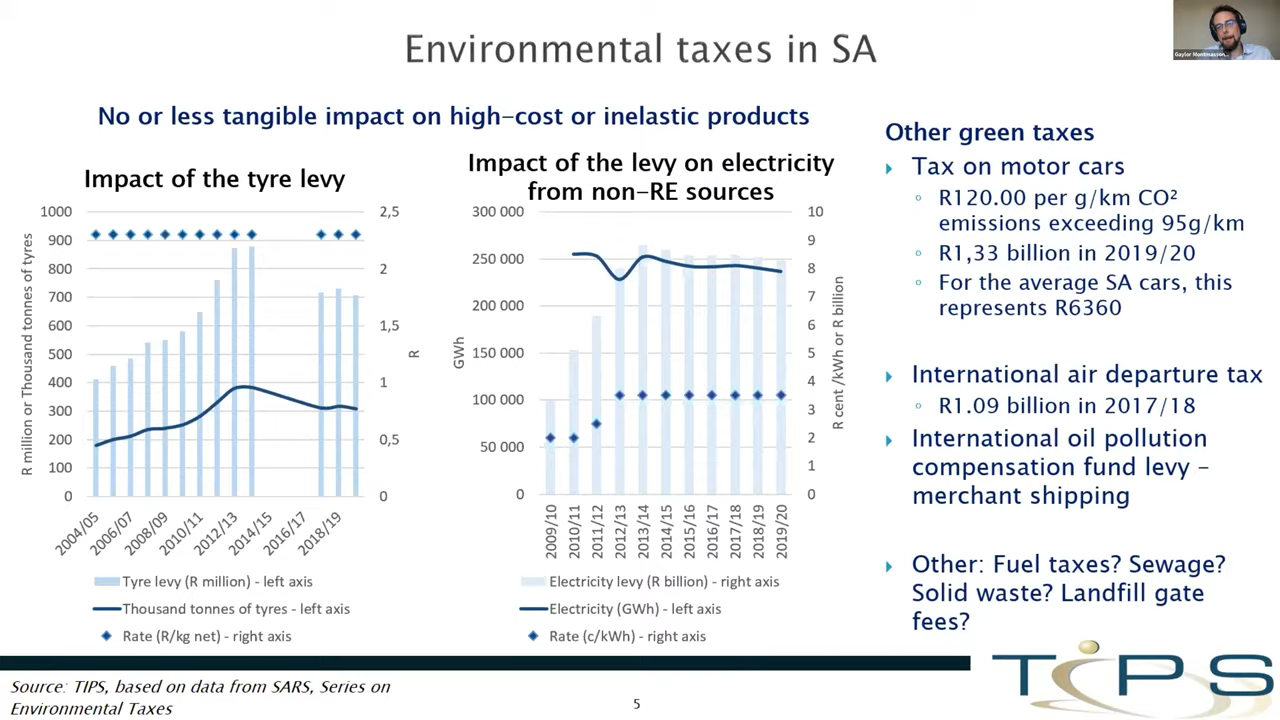 Environmental taxes in SA
Gaylor Montmasson...
No or less tangible impact on high-cost or inelastic products
Impact of the tyre levy
1000
900
800
700
600
500
400
300
200
100
0
R million or Thousand tonnes of tyres
2,5
2
1,5
1
0,5
0
R
2004/05
2006/07
2008/09
2010/11
2012/13
2014/15
2016/17
2018/19
Tyre levy (R million) - left axis
Thousand tonnes of tyres - left axis
Rate (R/kg net) - right axis
Impact of the levy on electricity
from non-RE sources
300 000
250 000
200 000
150 000
100 000
50 000
0
GWh
10
9
8
7
6
5
4
3
2
1
0
R cent /kWh or R billion
2009/10
2010/11
2011/12
2012/13
2013/14
2014/15
2015/16
2016/17
2017/18
2018/19
2019/20
Electricity levy (R billion) - right axis
Electricity (GWh) - left axis
Rate (c/kWh) - right axis
Other green taxes
Tax on motor cars
R120.00 per g/km CO²
emissions exceeding 95g/km
R1,33 billion in 2019/20
For the average SA cars, this
represents R6360
International air departure tax
R1.09 billion in 2017/18
International oil pollution
compensation fund levy –
merchant shipping
Other: Fuel taxes? Sewage?
Solid waste? Landfill gate
fees?
Source: TIPS, based on data from SARS, Series on
Environmental Taxes
5
TIPS